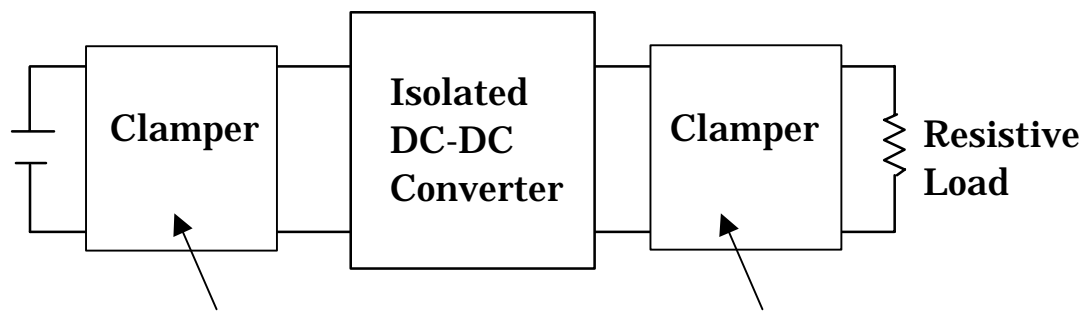 Clamper
Isolated
DC-DC
Converter
Clamper
Resistive
Load